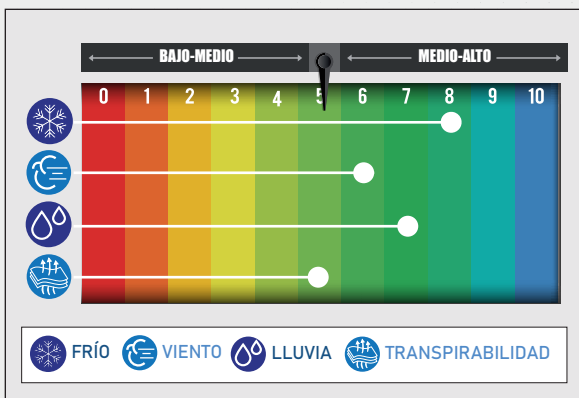 BAJO-MEDIO MEDIO-ALTO
0 1 2 3 4 5 6 7 8 9 10
FRÍO VIENTO LLUVIA TRANSPIRABILIDAD